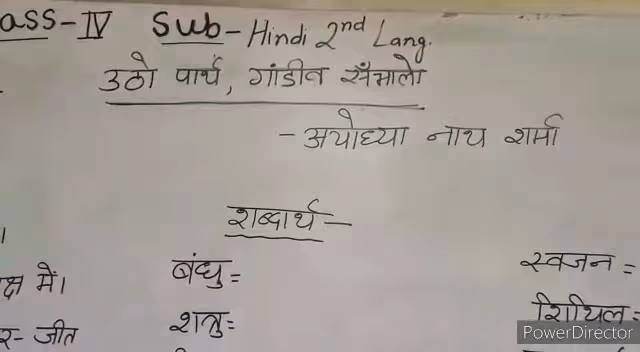 ass-IV Sub- Hindi 2nd Lang.
उठो पार्थ, गांडीव सँभालो
- अयोध्या नाथ शर्मा
शब्दार्थ -
।
क्ष में। बंधु= स्वजन=
र- जीत शत्रु= शिथिल=
PowerDirector